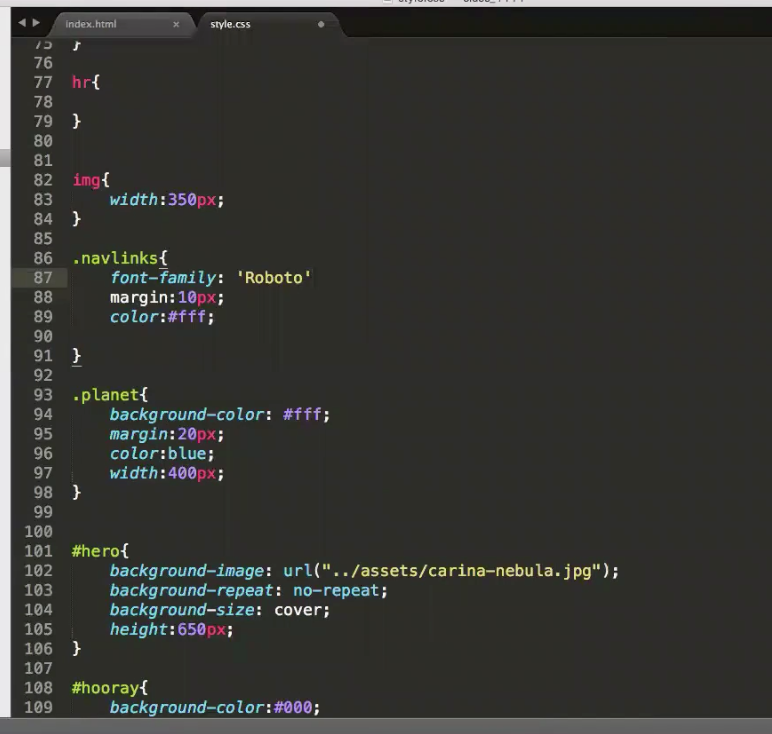 index.html × style.css
75 }
76
77 hr{
78
79 }
80
81
82 img{
83 width:350px;
84 }
85
86 .navlinks{
87 font-family: 'Roboto'
88 margin:10px;
89 color:#fff;
90
91 }
92
93 .planet{
94 background-color: #fff;
95 margin:20px;
96 color:blue;
97 width:400px;
98 }
99
100
101 #hero{
102 background-image: url("../assets/carina-nebula.jpg");
103 background-repeat: no-repeat;
104 background-size: cover;
105 height:650px;
106 }
107
108 #hooray{
109 background-color:#000;